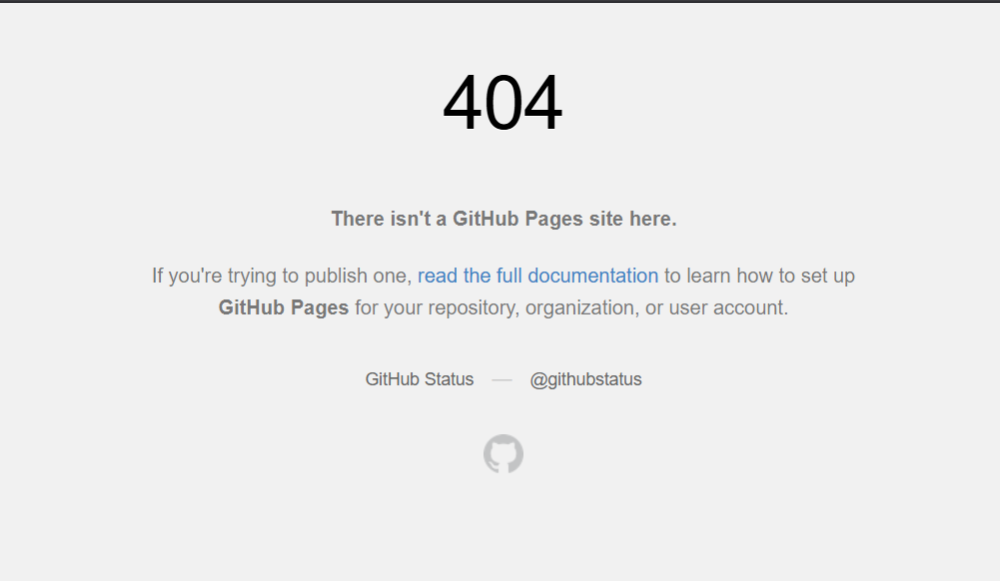 404
There isn't a GitHub Pages site here.
If you're trying to publish one, read the full documentation to learn how to set up
GitHub Pages for your repository, organization, or user account.
GitHub Status — @githubstatus